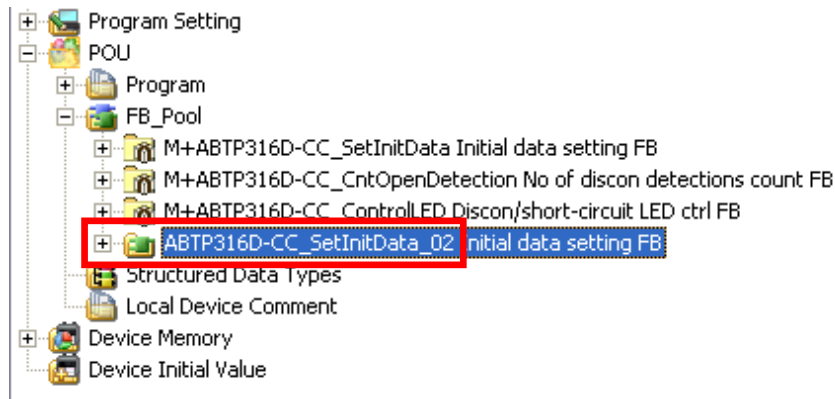 Program Setting
POU
Program
FB_Pool
M+ABTP316D-CC_SetInitData Initial data setting FB
M+ABTP316D-CC_CntOpenDetection No of discon detections count FB
M+ABTP316D-CC_ControlLED Discon/short-circuit LED ctrl FB
ABTP316D-CC_SetInitData_02 Initial data setting FB
Structured Data Types
Local Device Comment
Device Memory
Device Initial Value